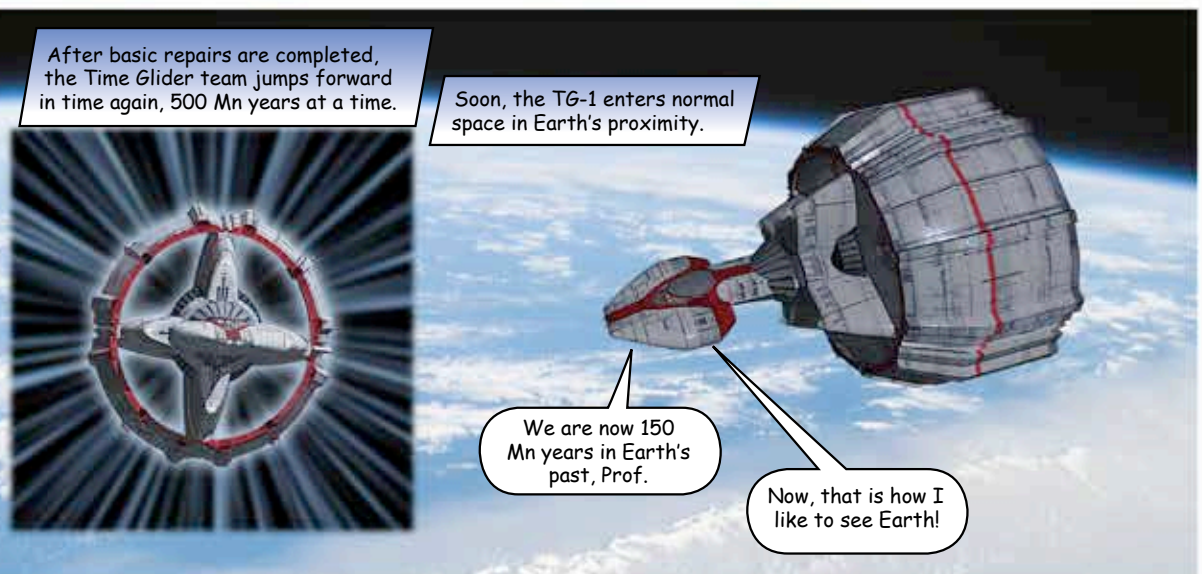 After basic repairs are completed,
the Time Glider team jumps forward
in time again, 500 Mn years at a time.
Soon, the TG-1 enters normal
space in Earth's proximity.
We are now 150
Mn years in Earth's
past, Prof.
Now, that is how I
like to see Earth!